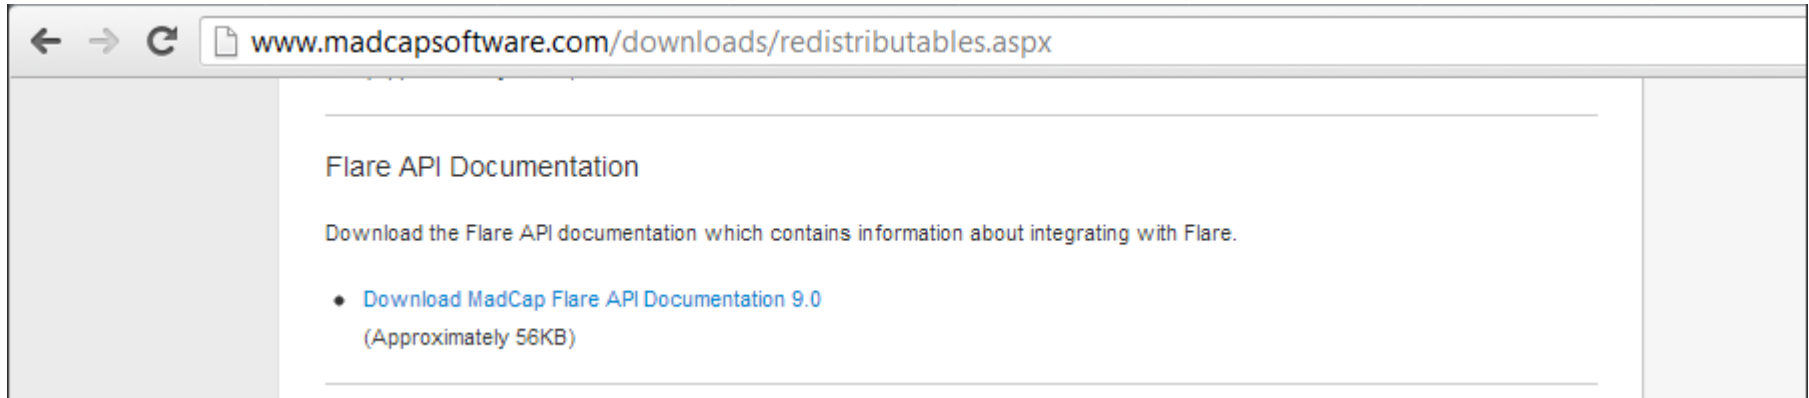 www.madcapsoftware.com/downloads/redistributables.aspx
Flare API Documentation
Download the Flare API documentation which contains information about integrating with Flare.
Download MadCap Flare API Documentation 9.0
(Approximately 56KB)